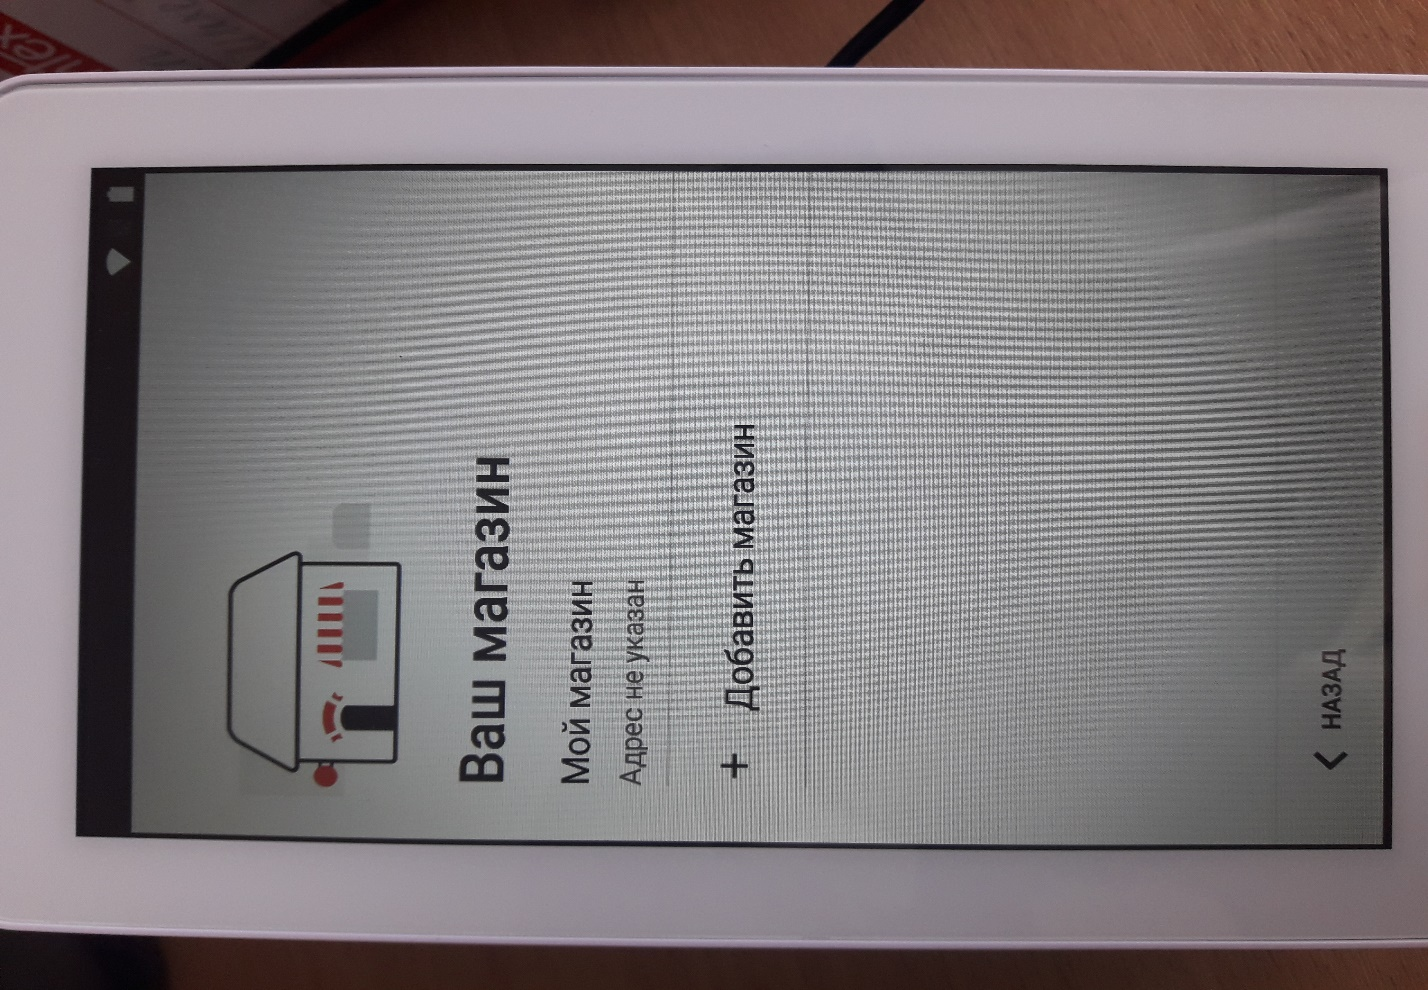 Ваш магазин
Мой магазин
Адрес не указан
+ Добавить магазин
НАЗАД